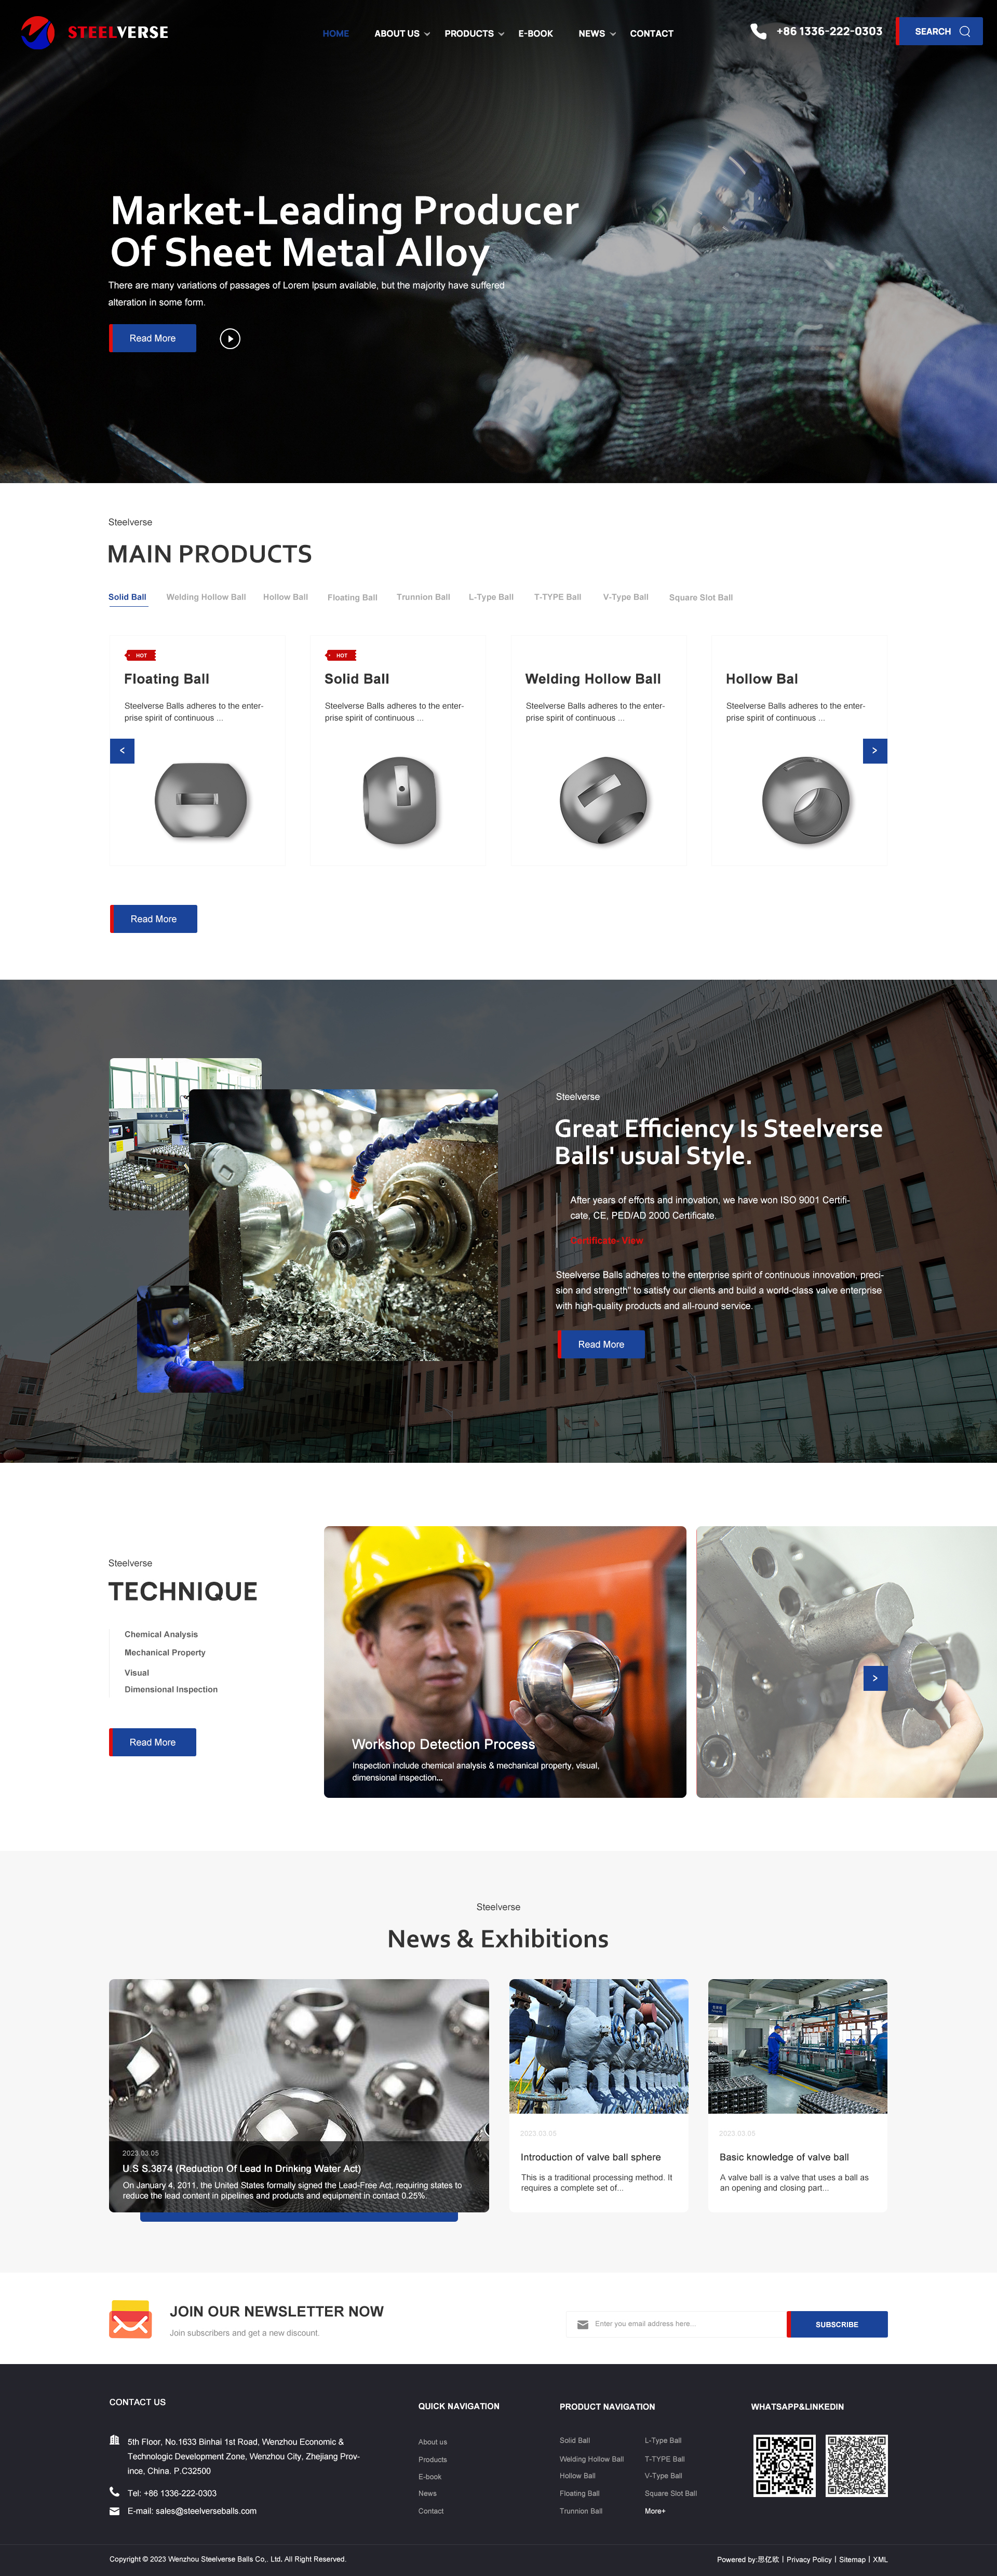 STEELVERSE
HOME ABOUT US PRODUCTS E-BOOK NEWS CONTACT
+86 1336-222-0303
SEARCH
Market-Leading Producer
Of Sheet Metal Alloy
There are many variations of passages of Lorem Ipsum available, but the majority have suffered
alteration in some form.
Read More
Steelverse
MAIN PRODUCTS
Solid Ball Welding Hollow Ball Hollow Ball Floating Ball Trunnion Ball L-Type Ball T-TYPE Ball V-Type Ball Square Slot Ball
HOT
Floating Ball
Steelverse Balls adheres to the enter-
prise spirit of continuous ...
HOT
Solid Ball
Steelverse Balls adheres to the enter-
prise spirit of continuous ...
Welding Hollow Ball
Steelverse Balls adheres to the enter-
prise spirit of continuous ...
Hollow Bal
Steelverse Balls adheres to the enter-
prise spirit of continuous ...
<
>
Read More
Steelverse
Great Efficiency Is Steelverse
Balls' usual Style.
After years of efforts and innovation, we have won ISO 9001 Certifi-
cate, CE, PED/AD 2000 Certificate.
Certificate- View
Steelverse Balls adheres to the enterprise spirit of continuous innovation, preci-
sion and strength" to satisfy our clients and build a world-class valve enterprise
with high-quality products and all-round service.
Read More
Steelverse
TECHNIQUE
Chemical Analysis
Mechanical Property
Visual
Dimensional Inspection
Read More
Workshop Detection Process
Inspection include chemical analysis & mechanical property, visual,
dimensional inspection...
>
Steelverse
News & Exhibitions
2023.03.05
U.S S.3874 (Reduction Of Lead In Drinking Water Act)
On January 4, 2011, the United States formally signed the Lead-Free Act, requiring states to
reduce the lead content in pipelines and products and equipment in contact 0.25%.
2023.03.05
Introduction of valve ball sphere
This is a traditional processing method. It
requires a complete set of...
2023.03.05
Basic knowledge of valve ball
A valve ball is a valve that uses a ball as
an opening and closing part...
JOIN OUR NEWSLETTER NOW
Join subscribers and get a new discount.
Enter you email address here...
SUBSCRIBE
CONTACT US
5th Floor, No.1633 Binhai 1st Road, Wenzhou Economic &
Technologic Development Zone, Wenzhou City, Zhejiang Prov-
ince, China. P.C32500
Tel: +86 1336-222-0303
E-mail: sales@steelverseballs.com
QUICK NAVIGATION
About us
Products
E-book
News
Contact
PRODUCT NAVIGATION
Solid Ball
Welding Hollow Ball
Hollow Ball
Floating Ball
Trunnion Ball
L-Type Ball
T-TYPE Ball
V-Type Ball
Square Slot Ball
More+
WHATSAPP&LINKEDIN
Copyright © 2023 Wenzhou Steelverse Balls Co,. Ltd. All Right Reserved.
Powered by:思亿欧 | Privacy Policy | Sitemap | XML